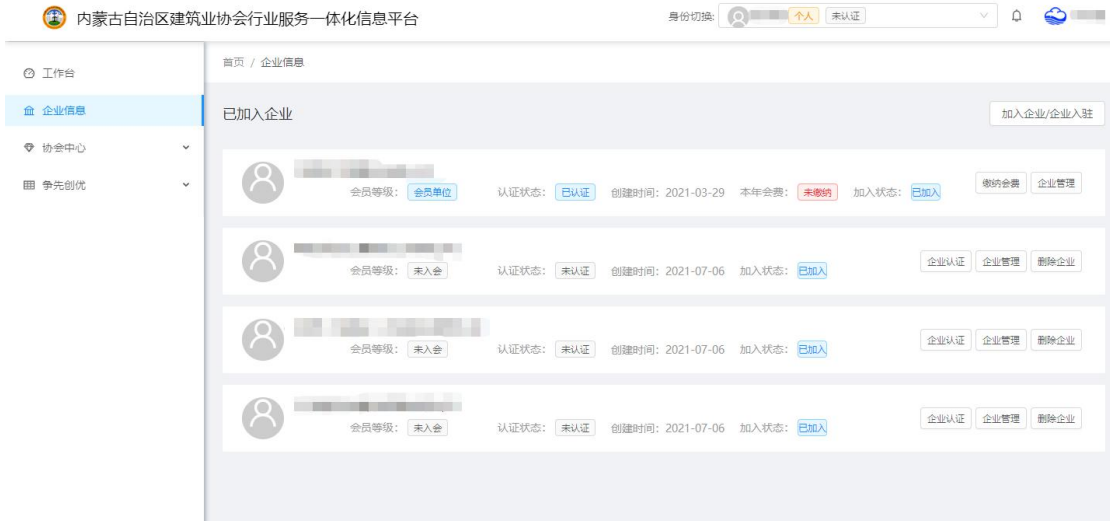 内蒙古自治区建筑业协会行业服务一体化信息平台 身份切换: 个人 未认证
工作台
企业信息
协会中心
争先创优
首页 / 企业信息
已加入企业 加入企业/企业入驻
会员等级: 会员单位 认证状态: 已认证 创建时间: 2021-03-29 本年会费: 未缴纳 加入状态: 已加入 缴纳会费 企业管理
会员等级: 未入会 认证状态: 未认证 创建时间: 2021-07-06 加入状态: 已加入 企业认证 企业管理 删除企业
会员等级: 未入会 认证状态: 未认证 创建时间: 2021-07-06 加入状态: 已加入 企业认证 企业管理 删除企业
会员等级: 未入会 认证状态: 未认证 创建时间: 2021-07-06 加入状态: 已加入 企业认证 企业管理 删除企业